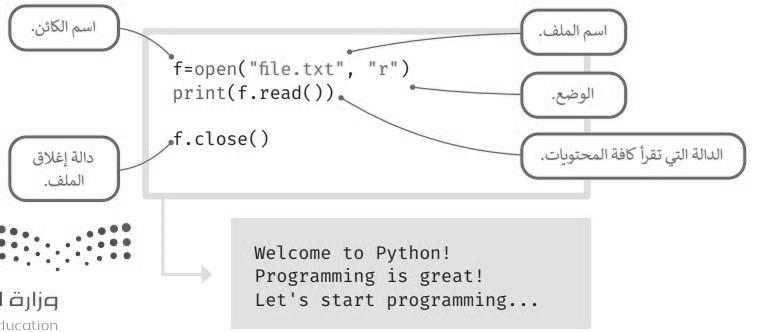 اسم الكائن.
اسم الملف.
f=open("file.txt", "r")
print(f.read())
الوضع.
f.close()
دالة إغلاق
الملف.
الدالة التي تقرأ كافة المحتويات.
Welcome to Python!
Programming is great!
Let's start programming...
وزارة